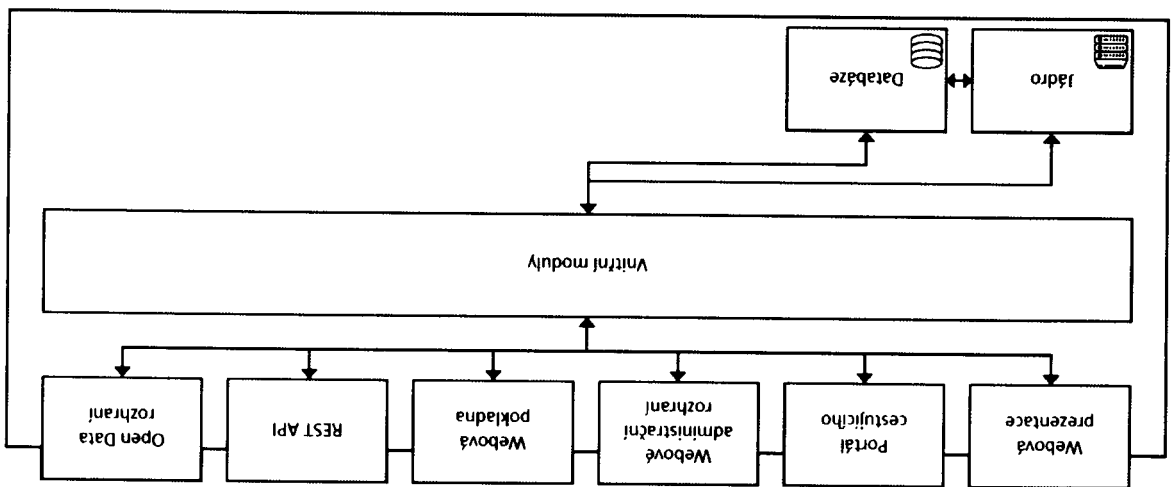 Webová
prezentace
Portál
cestujícího
Webové
administrační
rozhraní
Webová
pokladna
REST API
Open Data
rozhraní
Vnitřní moduly
Jádro
Databáze